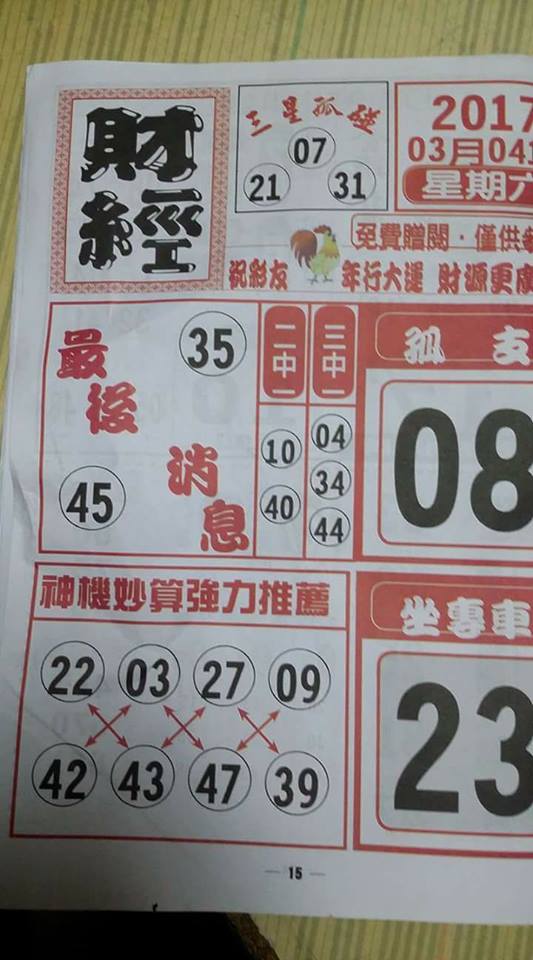 財
經
三星孤碰
07
21 31
2017
03月04
星期六
免費贈閱·僅供
祝彩友 年行大運 財源更
最後消息
35
45
二中一
10
40
三中一
04
34
44
孤 支
08
神機妙算強力推薦
22 03 27 09
42 43 47 39
坐專車
23
— 15 —